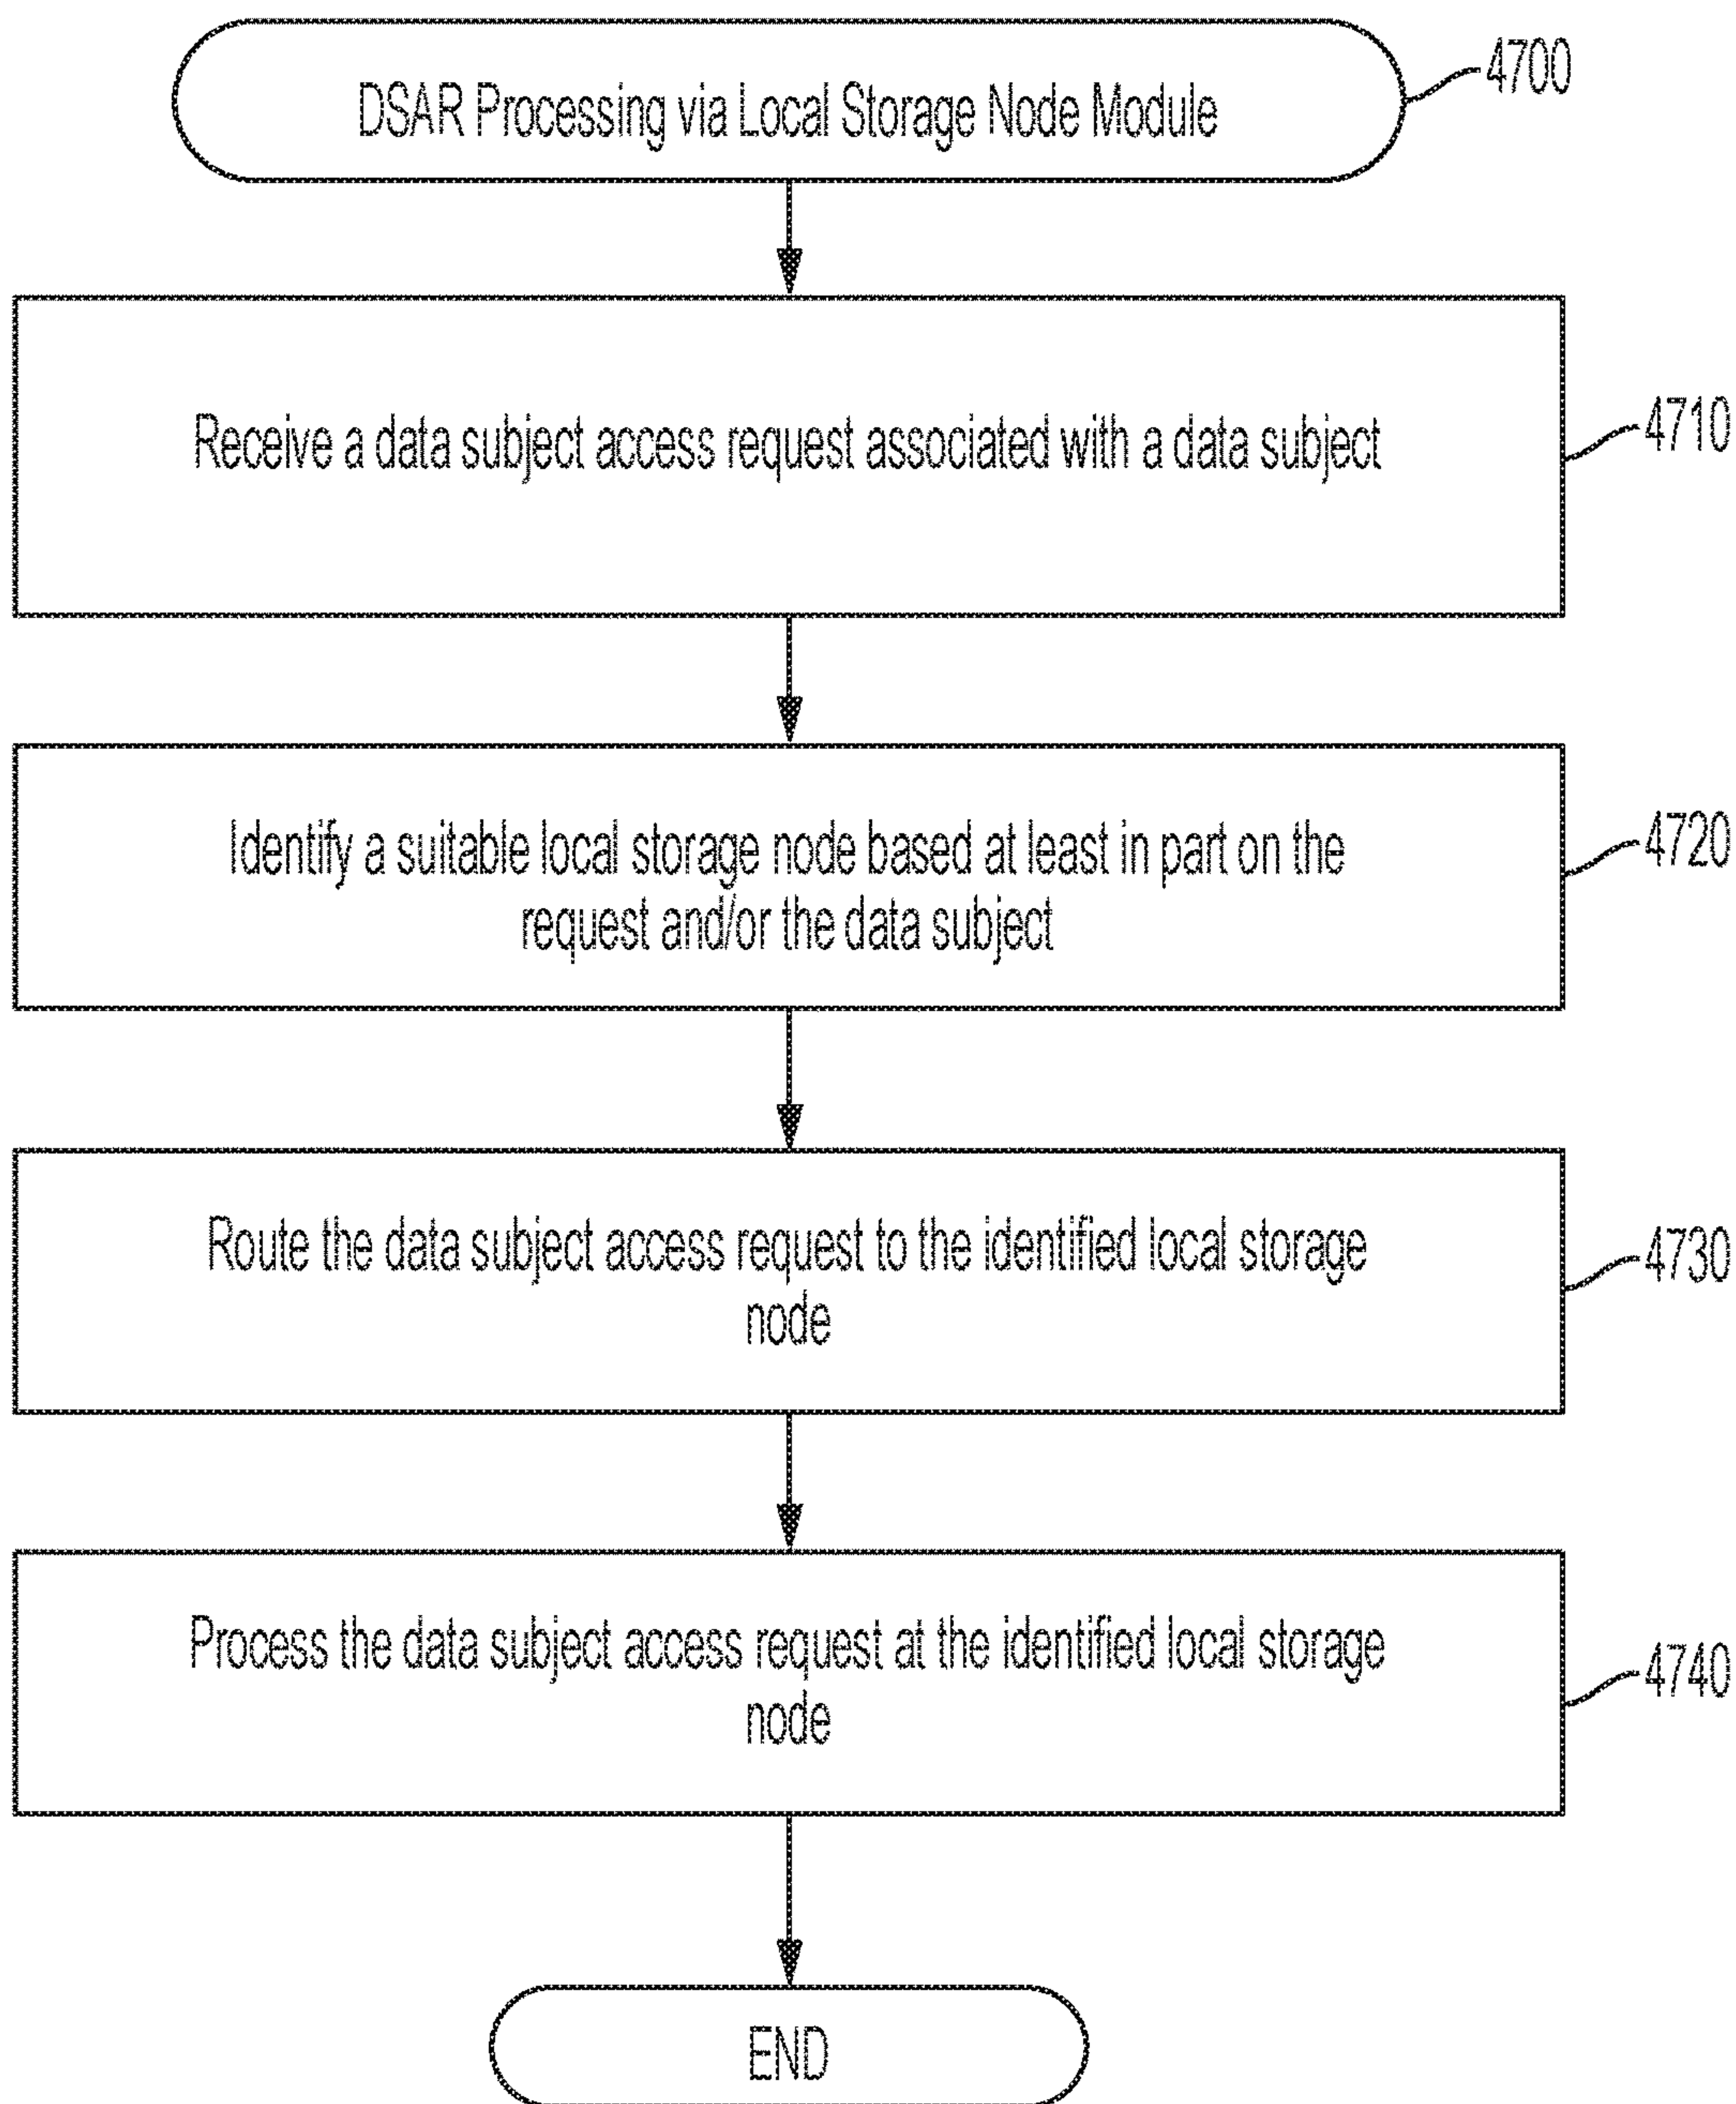 DSAR Processing via Local Storage Node Module
4700
Receive a data subject access request associated with a data subject
4710
Identify a suitable local storage node based at least in part on the
request and/or the data subject
4720
Route the data subject access request to the identified local storage
node
4730
Process the data subject access request at the identified local storage
node
4740
END